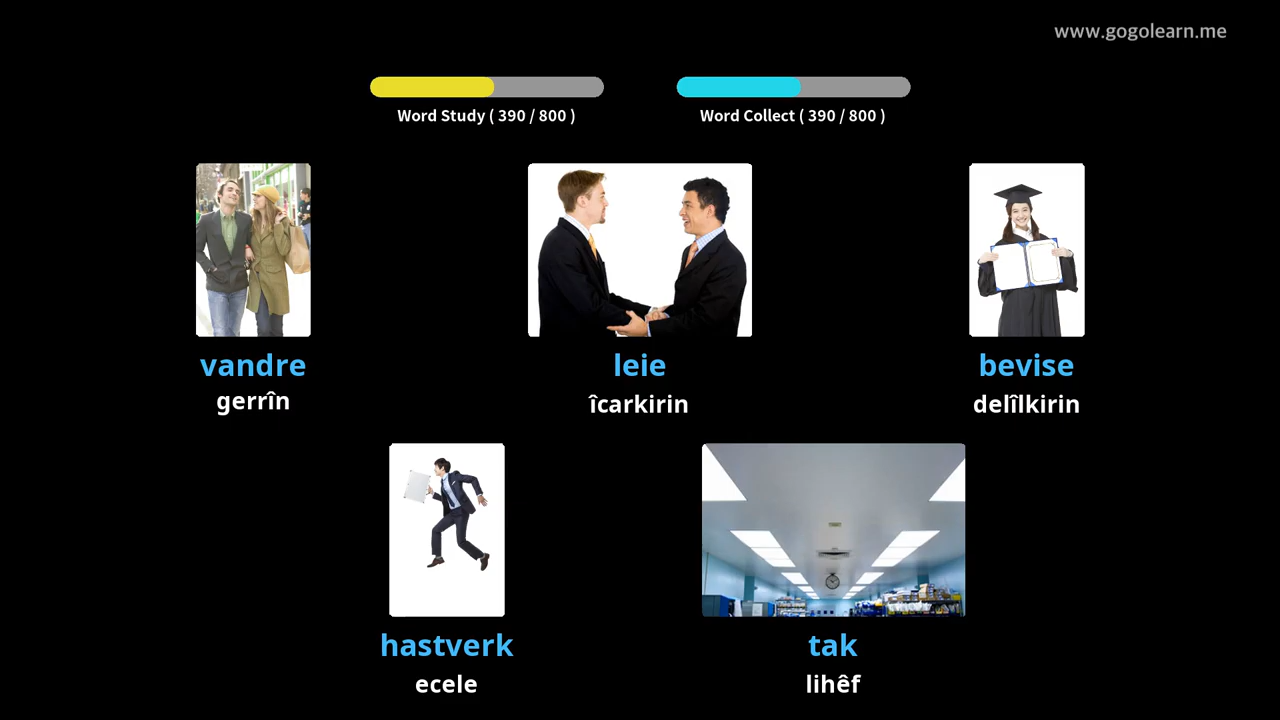 www.gogolearn.me
Word Study ( 390 / 800 )
Word Collect ( 390 / 800 )
vandre
gerrîn
leie
îcarkirin
bevise
delîlkirin
hastverk
ecele
tak
lihêf